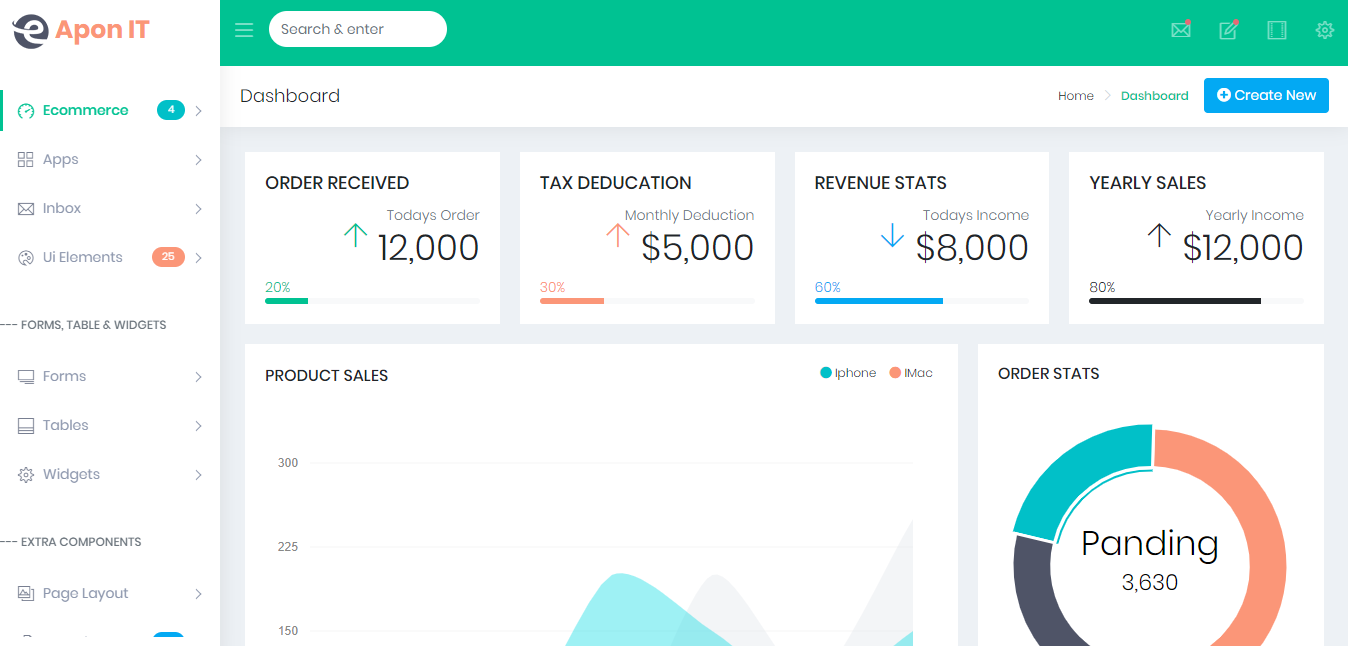 Apon IT
Search & enter
Ecommerce 4
Apps
Inbox
Ui Elements 25
--- FORMS, TABLE & WIDGETS
Forms
Tables
Widgets
--- EXTRA COMPONENTS
Page Layout
Dashboard
Home Dashboard Create New
ORDER RECEIVED
Todays Order
12,000
20%
TAX DEDUCATION
Monthly Deduction
$5,000
30%
REVENUE STATS
Todays Income
$8,000
60%
YEARLY SALES
Yearly Income
$12,000
80%
PRODUCT SALES
Iphone IMac
300
225
150
ORDER STATS
Panding
3,630